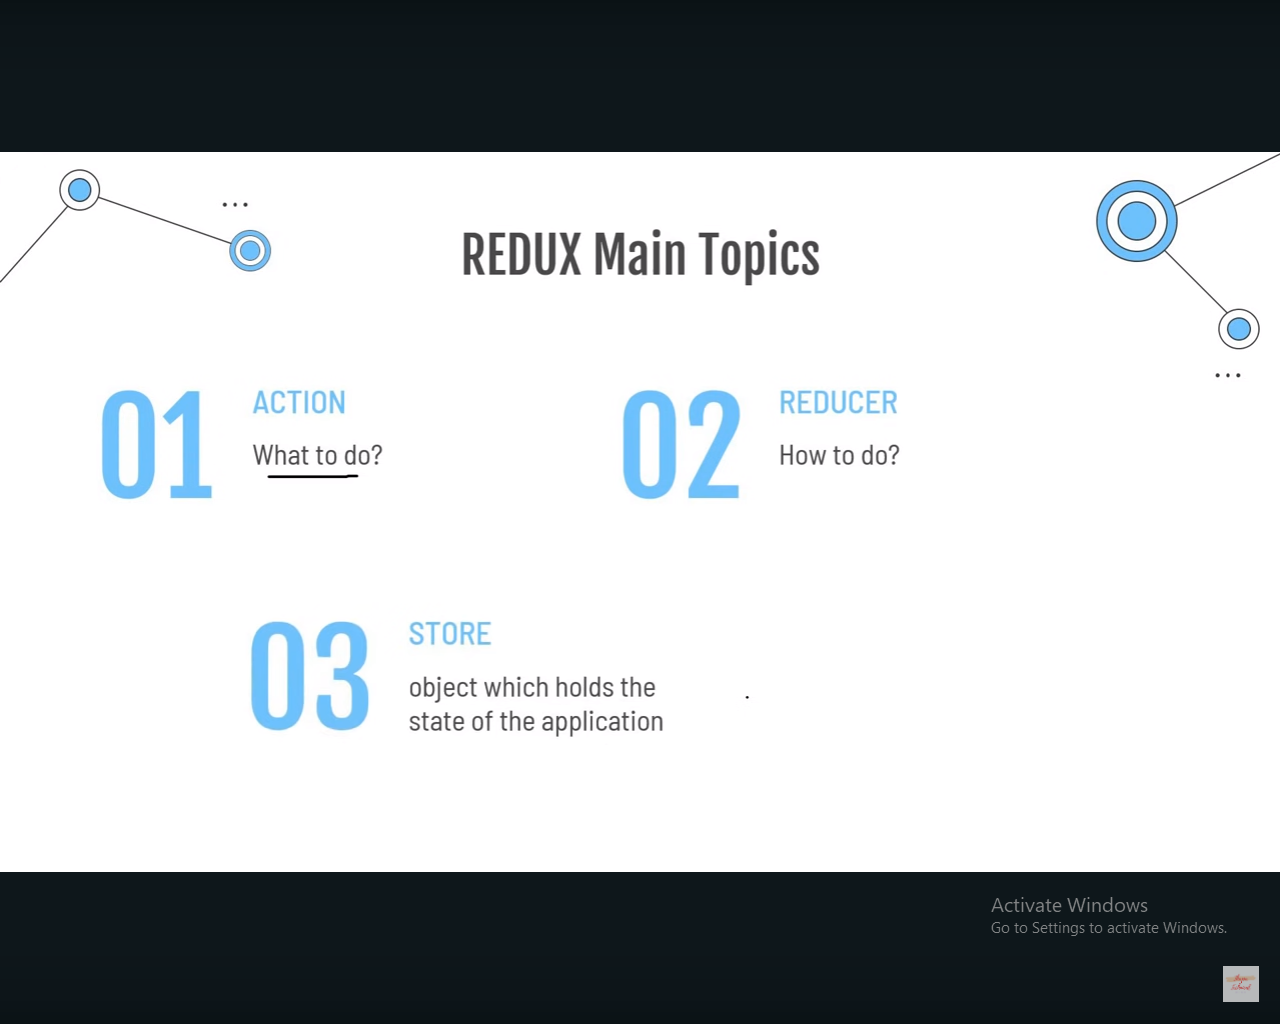 REDUX Main Topics
01
ACTION
What to do?
02
REDUCER
How to do?
03
STORE
object which holds the
state of the application
Activate Windows
Go to Settings to activate Windows.